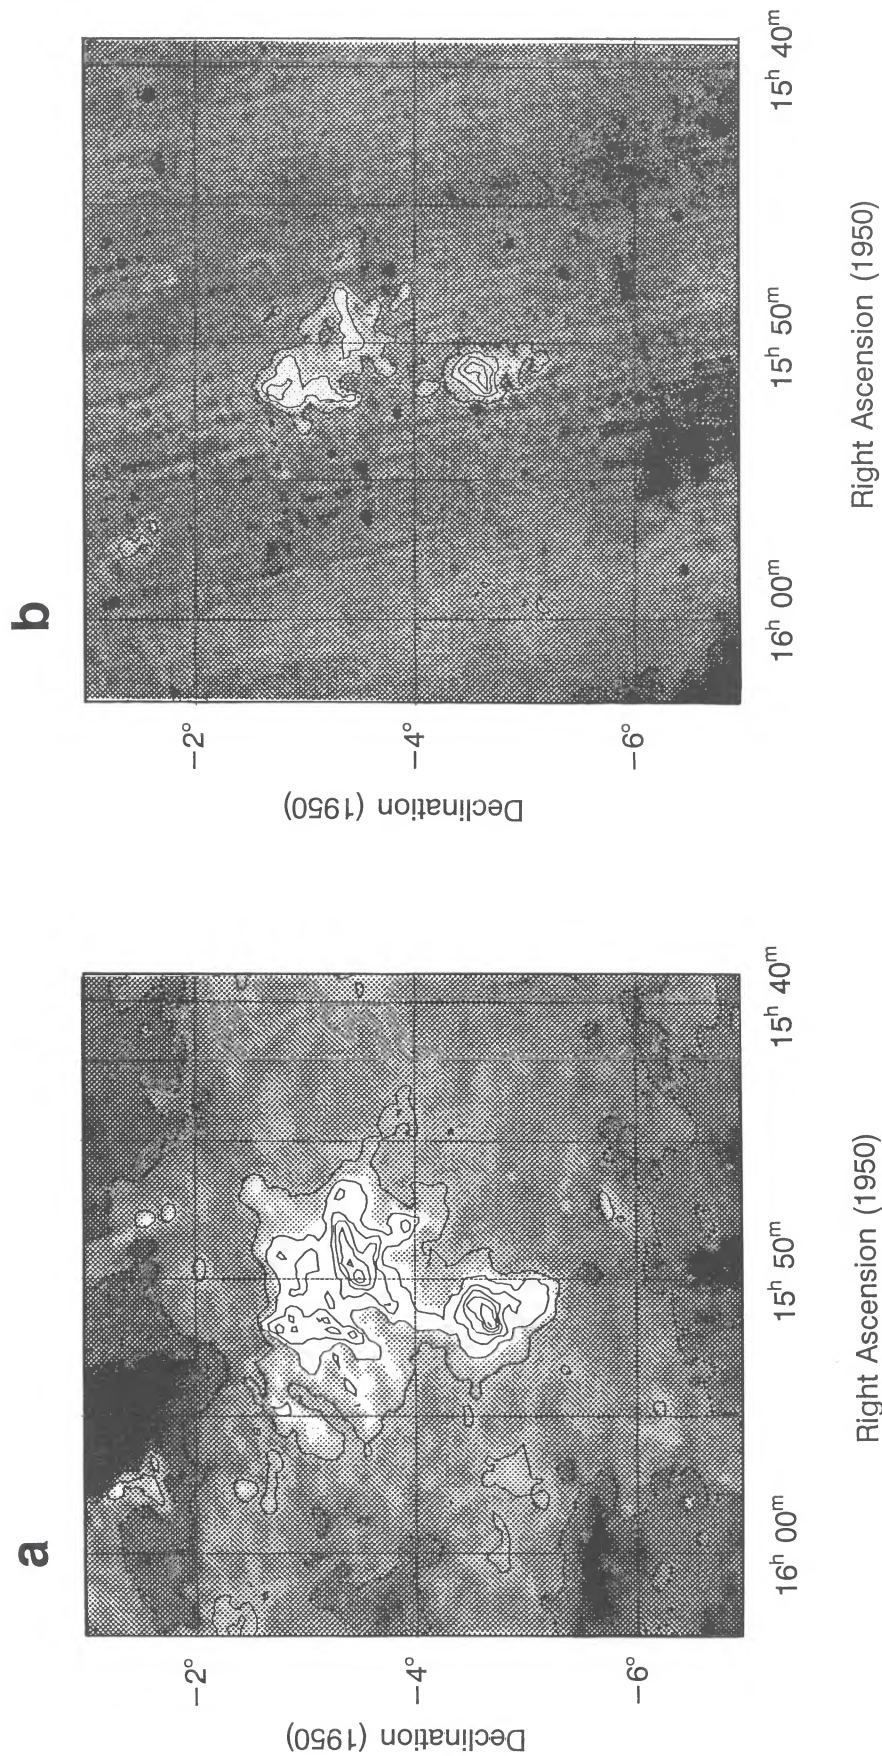 a
Declination (1950)
−2°
−4°
−6°
16ʰ 00ᵐ
15ʰ 50ᵐ
15ʰ 40ᵐ
Right Ascension (1950)
b
Declination (1950)
−2°
−4°
−6°
16ʰ 00ᵐ
15ʰ 50ᵐ
15ʰ 40ᵐ
Right Ascension (1950)